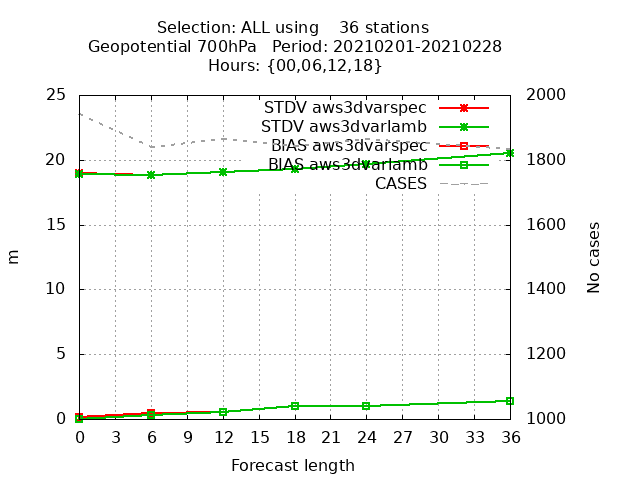 Selection: ALL using    36 stations
Geopotential 700hPa   Period: 20210201-20210228
Hours: {00,06,12,18}
25
20
15
10
5
0
m
2000
1800
1600
1400
1200
1000
No cases
STDV aws3dvarspec
STDV aws3dvarlamb
BIAS aws3dvarspec
BIAS aws3dvarlamb
CASES
0 3 6 9 12 15 18 21 24 27 30 33 36
Forecast length